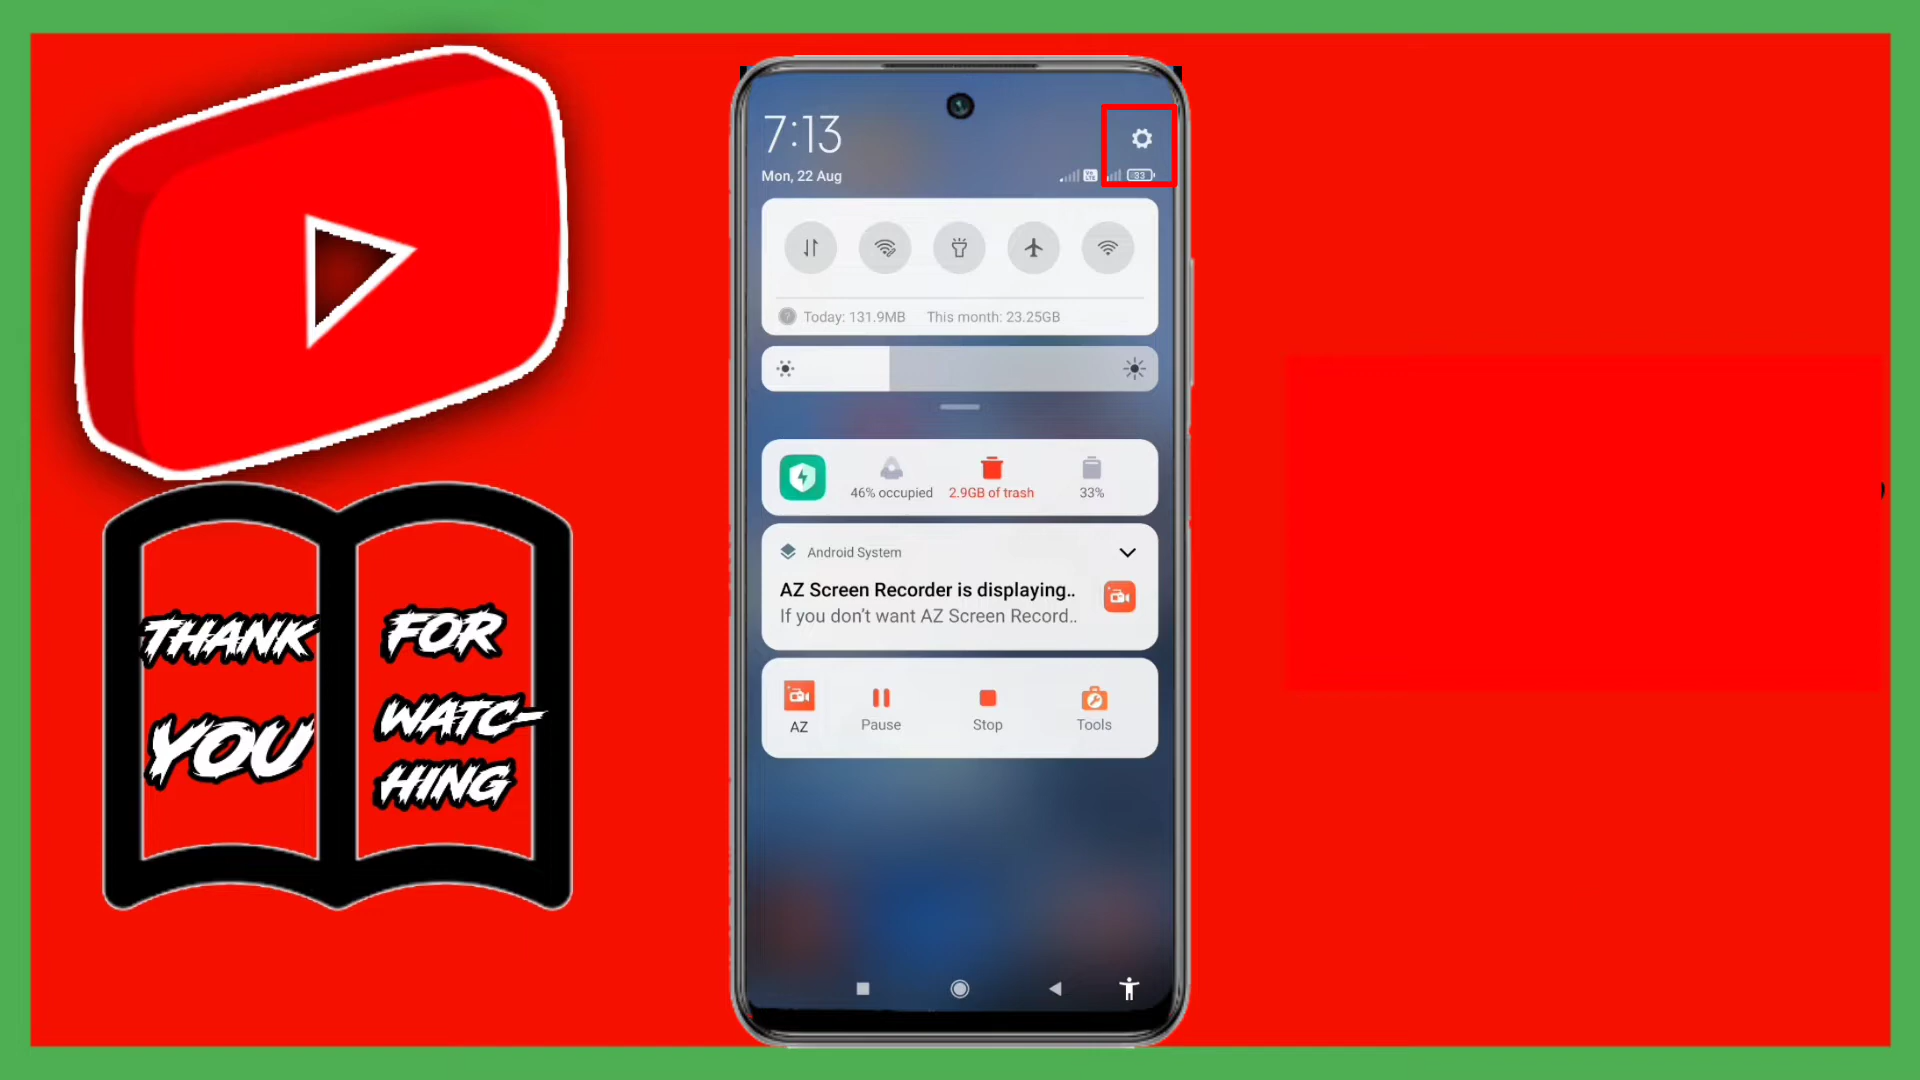 7:13
Mon, 22 Aug
33
Today: 131.9MB This month: 23.25GB
46% occupied 2.9GB of trash 33%
Android System
AZ Screen Recorder is displaying..
If you don't want AZ Screen Record..
AZ Pause Stop Tools
THANK
YOU
FOR
WATC-
HING